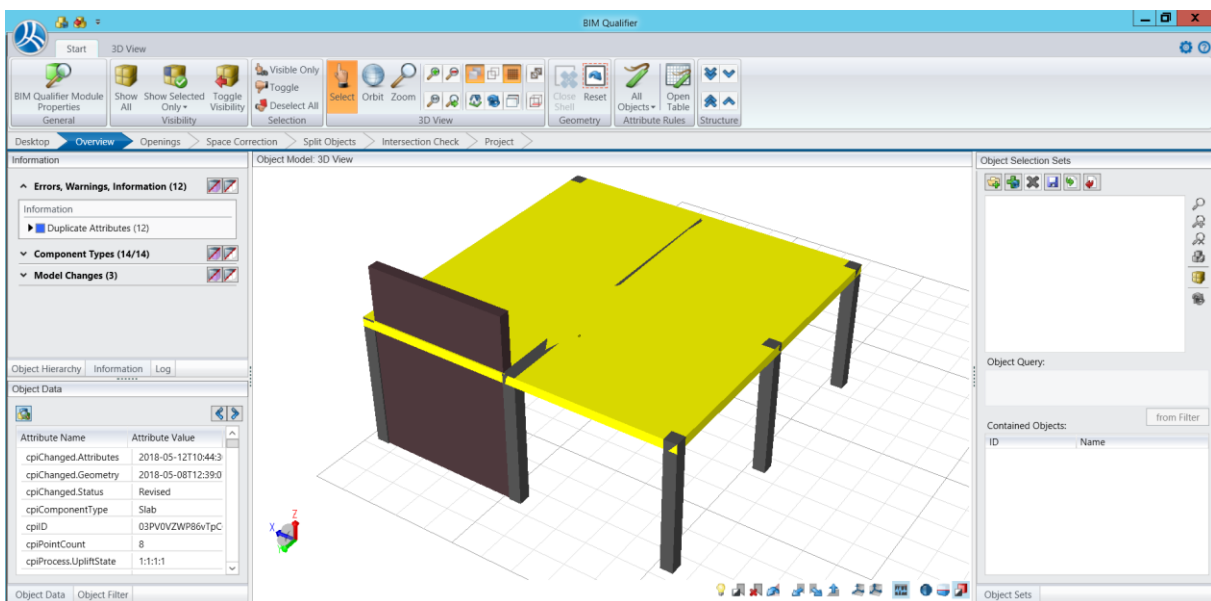 BIM Qualifier
Start 3D View
BIM Qualifier Module Properties
Show All
Show Selected Only
Toggle Visibility
Visible Only
Toggle
Deselect All
Select Orbit Zoom
Close Shell
Reset
All Objects
Open Table
General Visibility Selection 3D View Geometry Attribute Rules Structure
Desktop Overview Openings Space Correction Split Objects Intersection Check Project
Information
Errors, Warnings, Information (12)
Information
Duplicate Attributes (12)
Component Types (14/14)
Model Changes (3)
Object Hierarchy Information Log
Object Data
Attribute Name Attribute Value
cpiChanged.Attributes 2018-05-12T10:44:3
cpiChanged.Geometry 2018-05-08T12:39:0
cpiChanged.Status Revised
cpiComponentType Slab
cpiID 03PV0VZWP86vTpC
cpiPointCount 8
cpiProcess.UpliftState 1:1:1:1
Object Data Object Filter
Object Model: 3D View
Z
X
Object Selection Sets
Object Query:
from Filter
Contained Objects:
ID Name
Object Sets